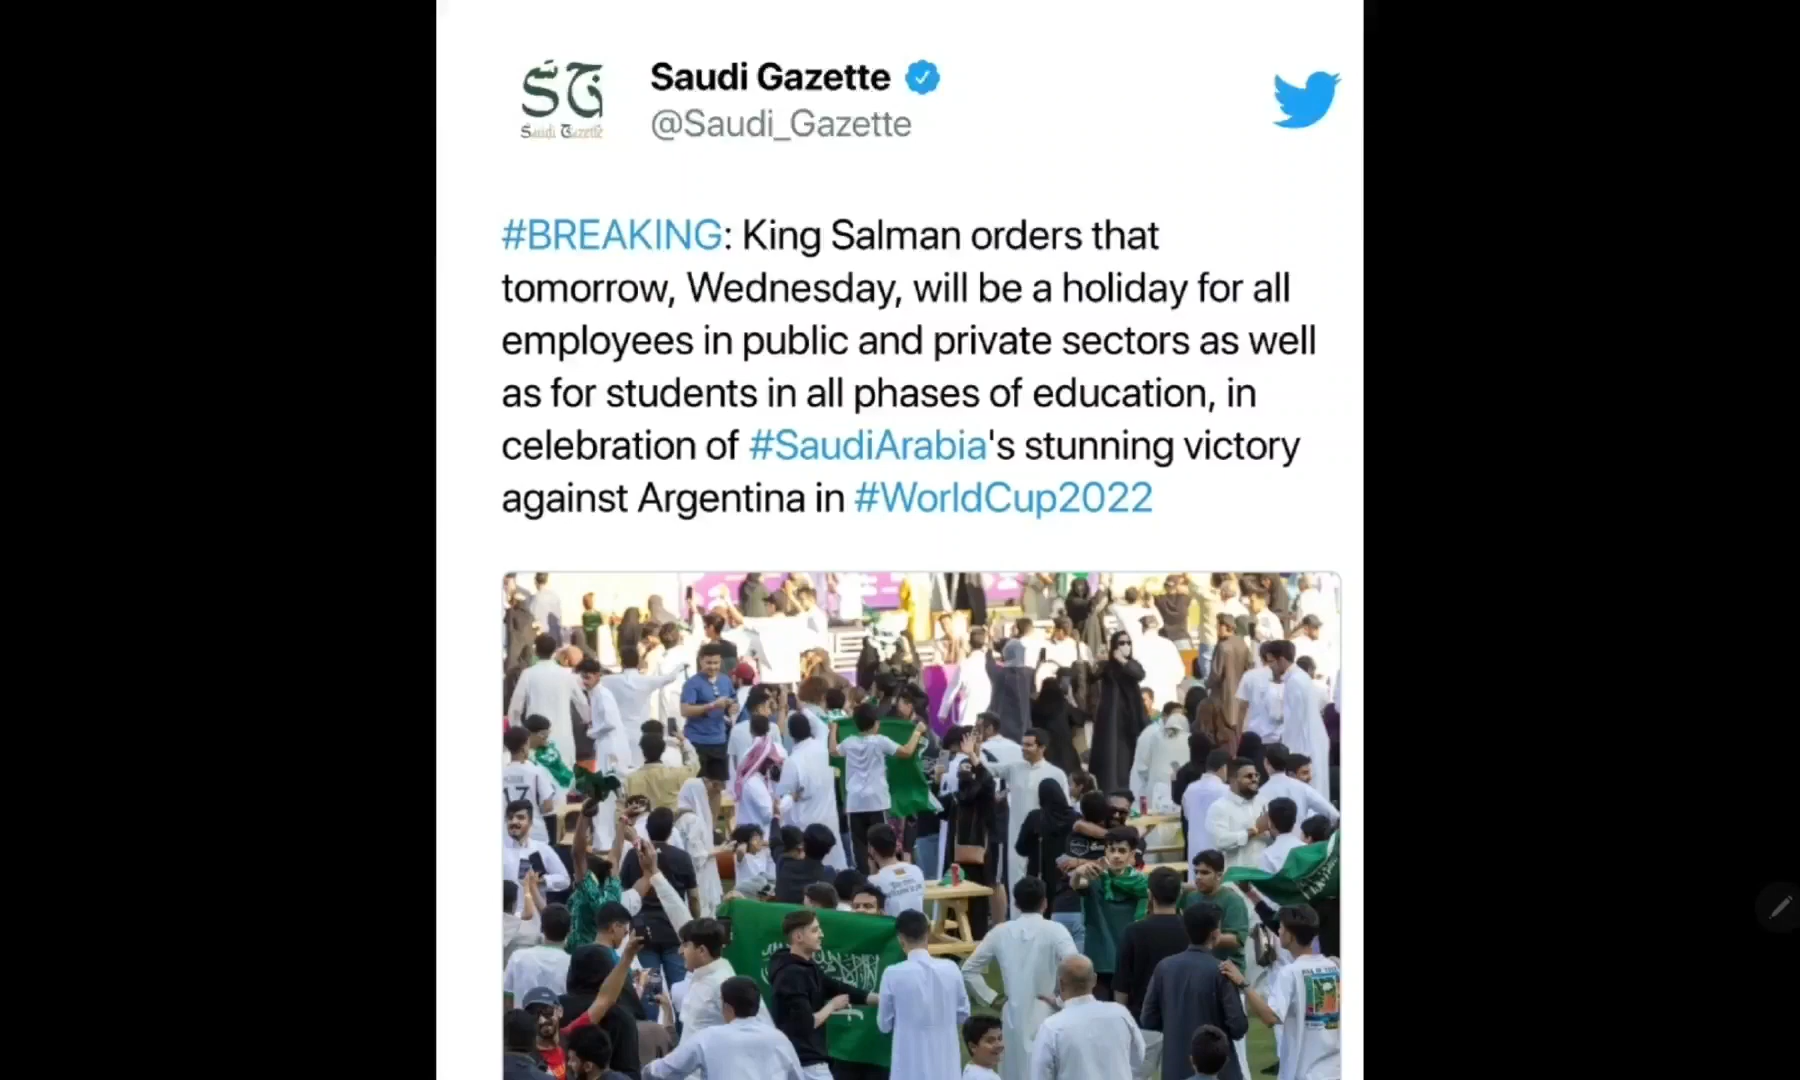 Saudi Gazette
Saudi Gazette
@Saudi_Gazette
#BREAKING: King Salman orders that
tomorrow, Wednesday, will be a holiday for all
employees in public and private sectors as well
as for students in all phases of education, in
celebration of #SaudiArabia's stunning victory
against Argentina in #WorldCup2022
17